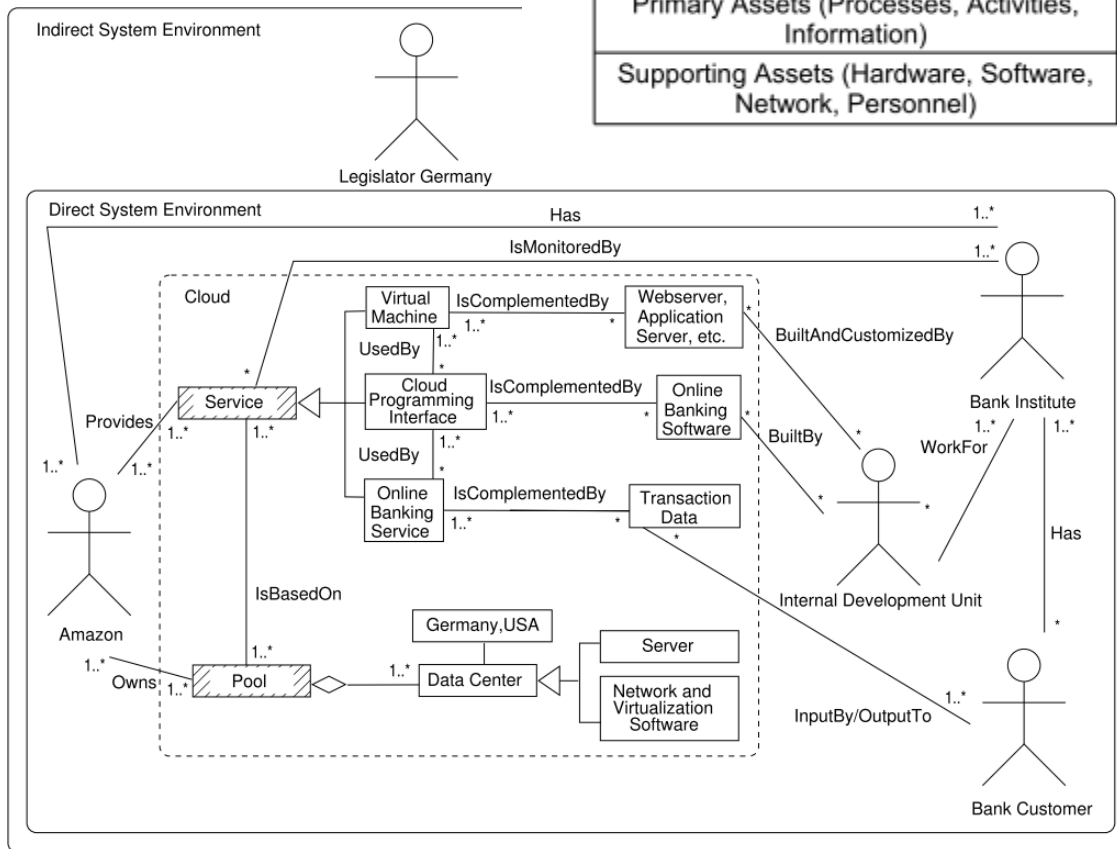 Primary Assets (Processes, Activities,
Information)
Supporting Assets (Hardware, Software,
Network, Personnel)
Indirect System Environment
Legislator Germany
Direct System Environment
Has
1..*
IsMonitoredBy
1..*
Cloud
Virtual
Machine
IsComplementedBy
1..*
*
Webserver,
Application
Server, etc.
*
BuiltAndCustomizedBy
UsedBy
1..*
*
*
Service
Cloud
Programming
Interface
IsComplementedBy
1..*
*
Online
Banking
Software
*
Bank Institute
Provides
1..*
1..*
1..*
UsedBy
1..*
*
BuiltBy
*
WorkFor
1..*
1..*
1..*
Online
Banking
Service
IsComplementedBy
1..*
*
Transaction
Data
*
*
*
Has
IsBasedOn
Internal Development Unit
Amazon
Germany,USA
Server
*
1..*
1..*
1..*
Owns
1..*
Pool
Data Center
Network and
Virtualization
Software
InputBy/OutputTo
1..*
Bank Customer